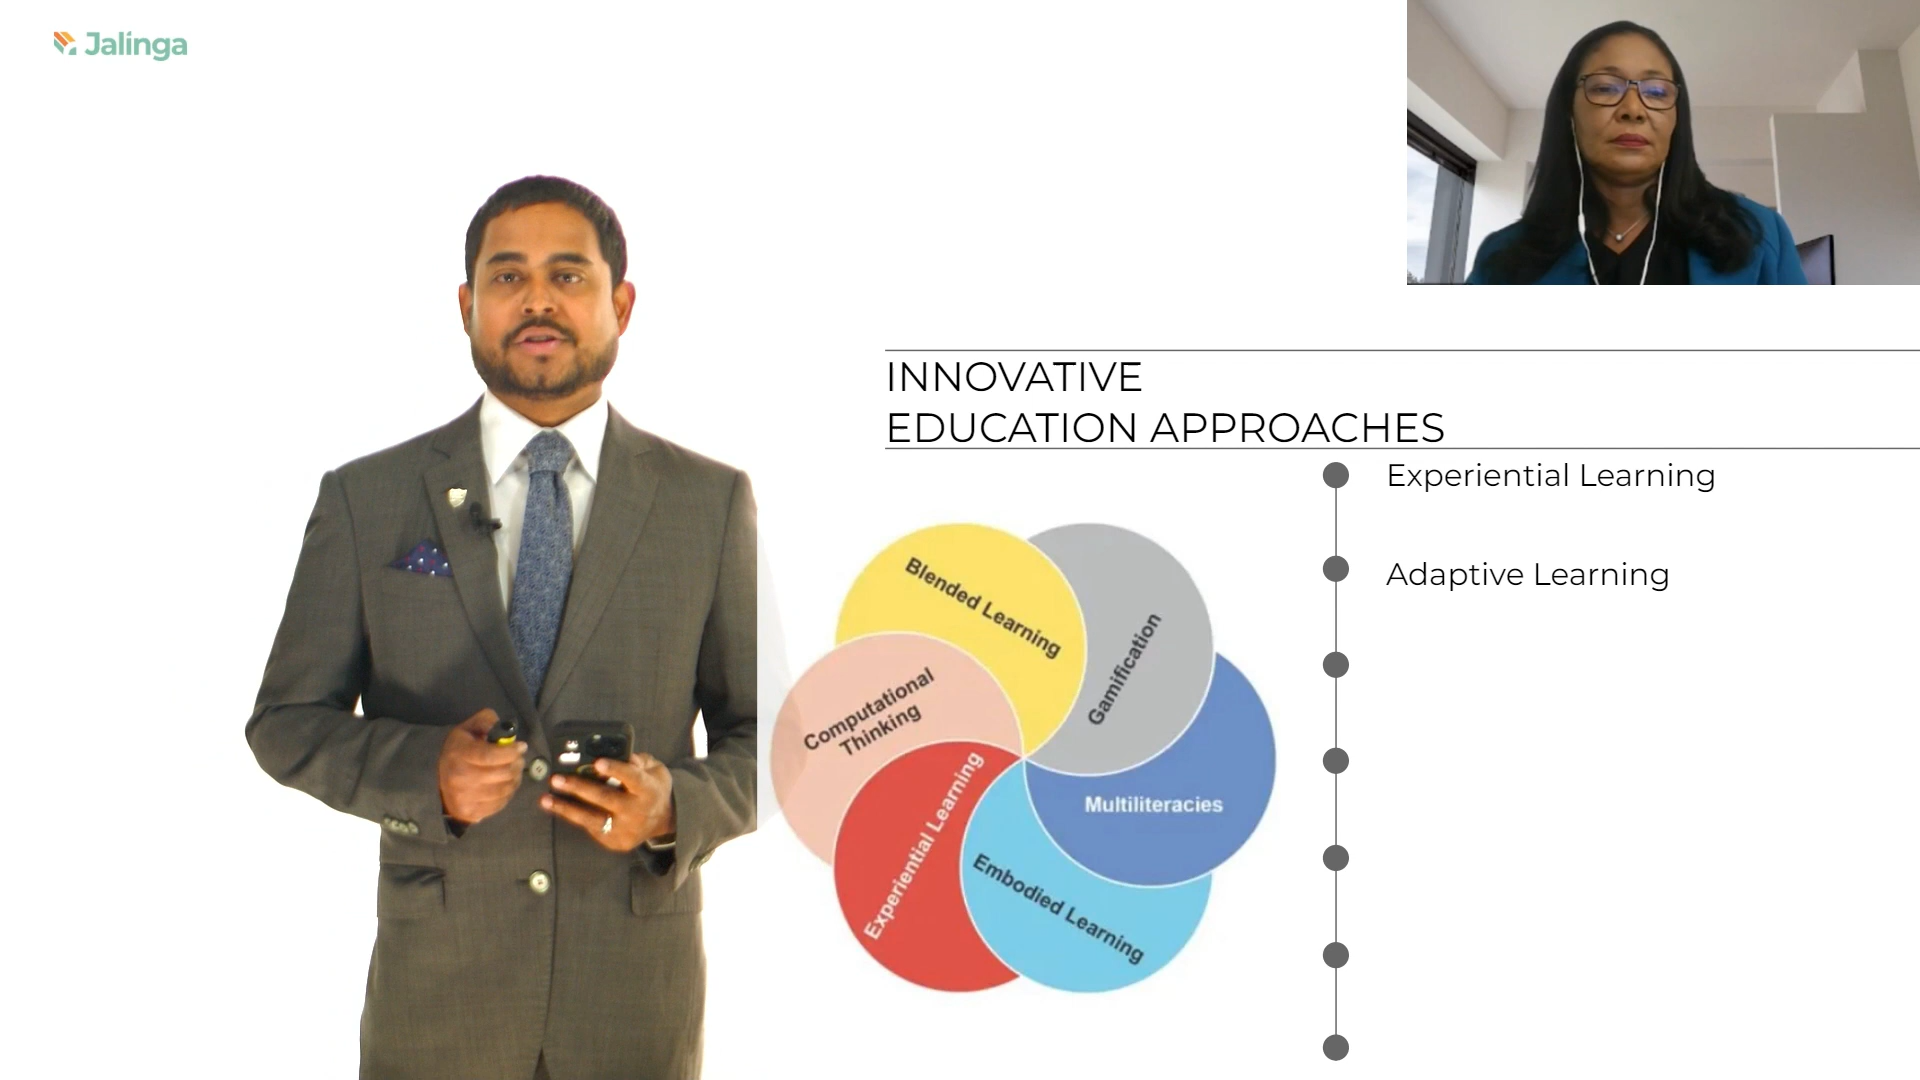 Jalinga
INNOVATIVE
EDUCATION APPROACHES
Experiential Learning
Adaptive Learning
Blended Learning
Gamification
Computational
Thinking
Multiliteracies
Experiential Learning
Embodied Learning